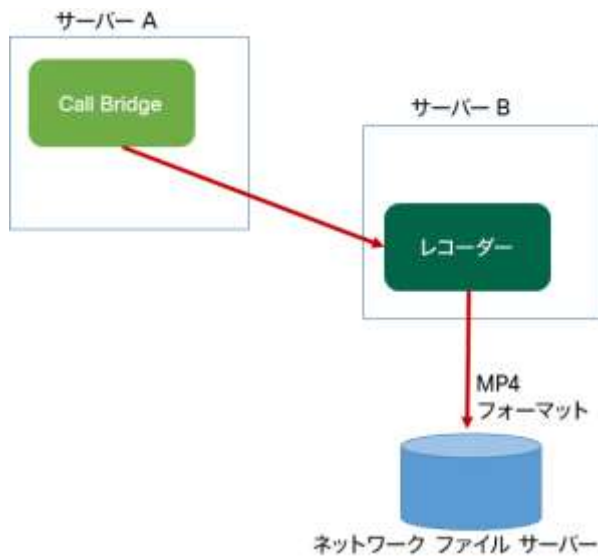 サーバー A
Call Bridge
サーバー B
レコーダー
MP4
フォーマット
ネットワーク ファイル サーバー